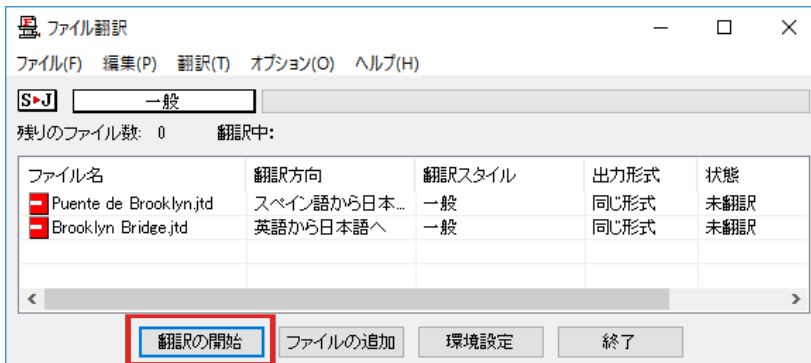 ファイル翻訳
ファイル(F) 編集(P) 翻訳(T) オプション(O) ヘルプ(H)
S▸J 一般
残りのファイル数: 0 翻訳中:
ファイル名 翻訳方向 翻訳スタイル 出力形式 状態
Puente de Brooklyn.jtd スペイン語から日本... 一般 同じ形式 未翻訳
Brooklyn Bridge.jtd 英語から日本語へ 一般 同じ形式 未翻訳
翻訳の開始 ファイルの追加 環境設定 終了